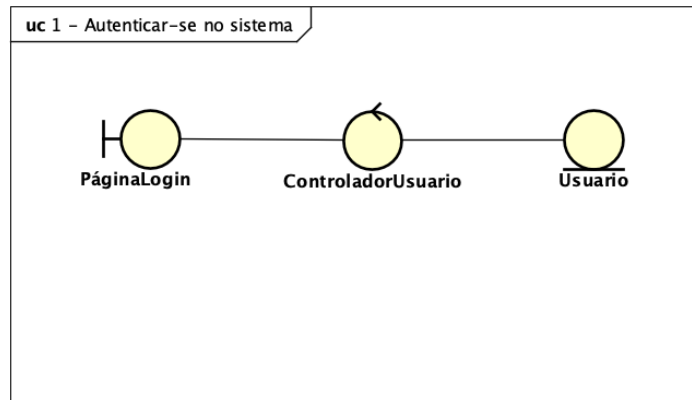 uc 1 - Autenticar-se no sistema
PáginaLogin
ControladorUsuario
Usuario